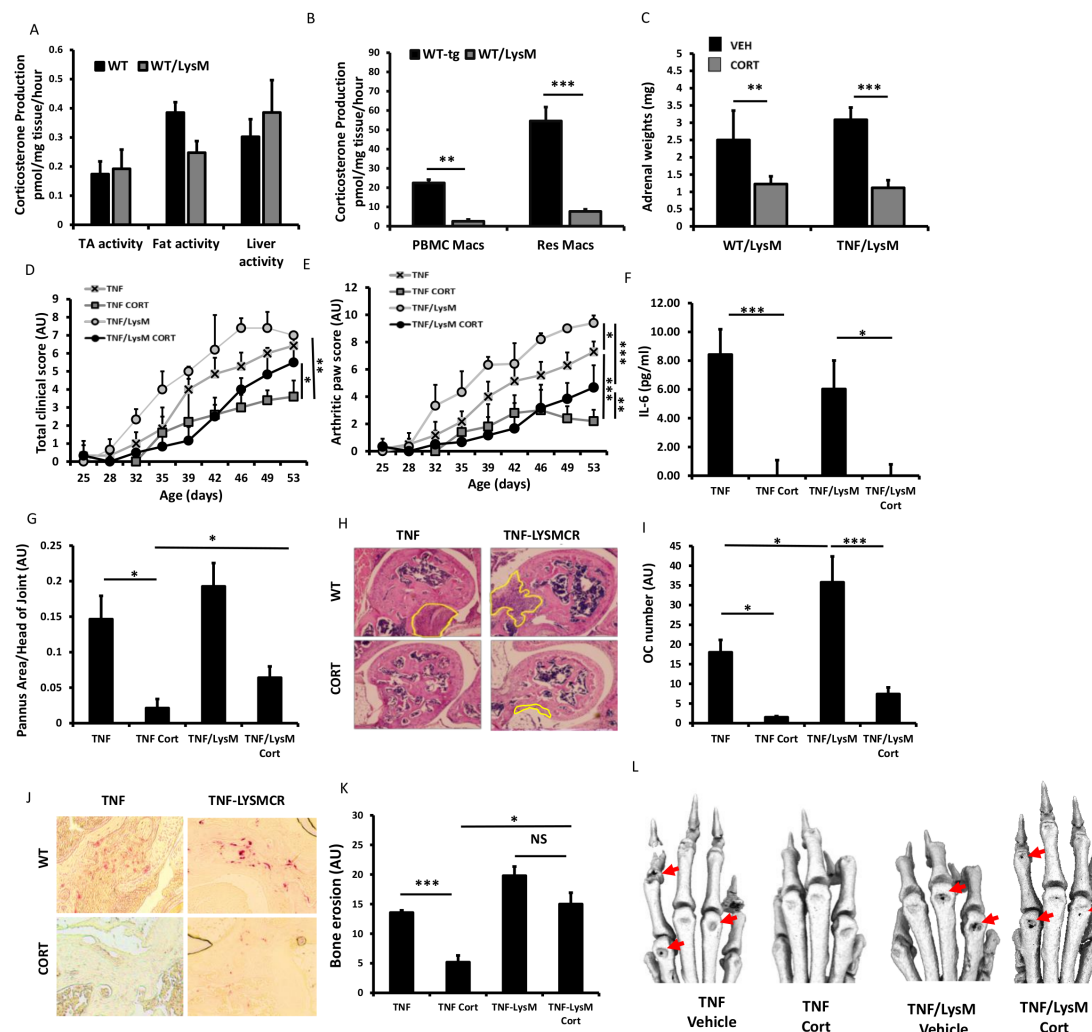 A
WT WT/LysM
Corticosterone Production
pmol/mg tissue/hour
0.6
0.5
0.4
0.3
0.2
0.1
0
TA activity Fat activity Liver
activity
B
WT-tg WT/LysM
Corticosterone Production
pmol/mg tissue/hour
90
80
70
60
50
40
30
20
10
0
**
***
PBMC Macs Res Macs
C
VEH
CORT
Adrenal weights (mg)
5
4.5
4
3.5
3
2.5
2
1.5
1
0.5
0
**
***
WT/LysM TNF/LysM
D
TNF
TNF CORT
TNF/LysM
TNF/LysM CORT
Total clinical score (AU)
9
8
7
6
5
4
3
2
1
0
25 28 32 35 39 42 46 49 53
Age (days)
*
**
E
TNF
TNF CORT
TNF/LysM
TNF/LysM CORT
Arthritic paw score (AU)
12
10
8
6
4
2
0
25 28 32 35 39 42 46 49 53
Age (days)
*
***
***
**
F
IL-6 (pg/ml)
12.00
10.00
8.00
6.00
4.00
2.00
0.00
***
*
TNF TNF Cort TNF/LysM TNF/LysM
Cort
G
Pannus Area/Head of Joint (AU)
0.25
0.2
0.15
0.1
0.05
0
*
*
TNF TNF Cort TNF/LysM TNF/LysM
Cort
H
TNF TNF-LYSMCR
WT
CORT
I
OC number (AU)
45
40
35
30
25
20
15
10
5
0
*
*
***
TNF TNF Cort TNF/LysM TNF/LysM
Cort
J
TNF TNF-LYSMCR
WT
CORT
K
Bone erosion (AU)
30
25
20
15
10
5
0
***
*
NS
TNF TNF Cort TNF-LysM TNF-LysM
Cort
L
TNF
Vehicle
TNF
Cort
TNF/LysM
Vehicle
TNF/LysM
Cort